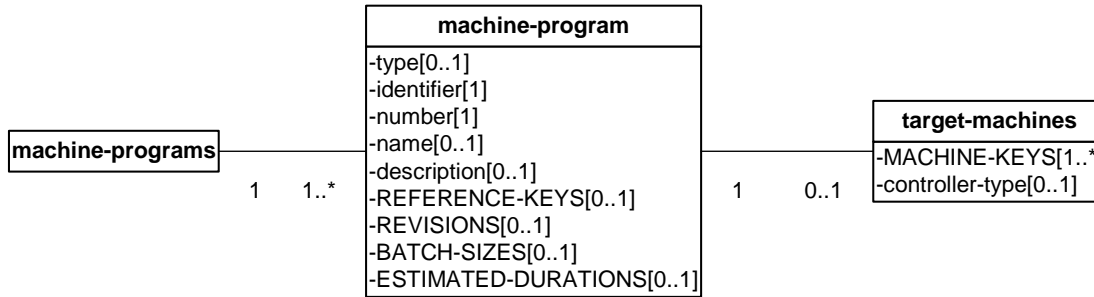 machine-program
-type[0..1]
-identifier[1]
-number[1]
-name[0..1]
-description[0..1]
-REFERENCE-KEYS[0..1]
-REVISIONS[0..1]
-BATCH-SIZES[0..1]
-ESTIMATED-DURATIONS[0..1]
machine-programs
1 1..*
1 0..1
target-machines
-MACHINE-KEYS[1..*
-controller-type[0..1]